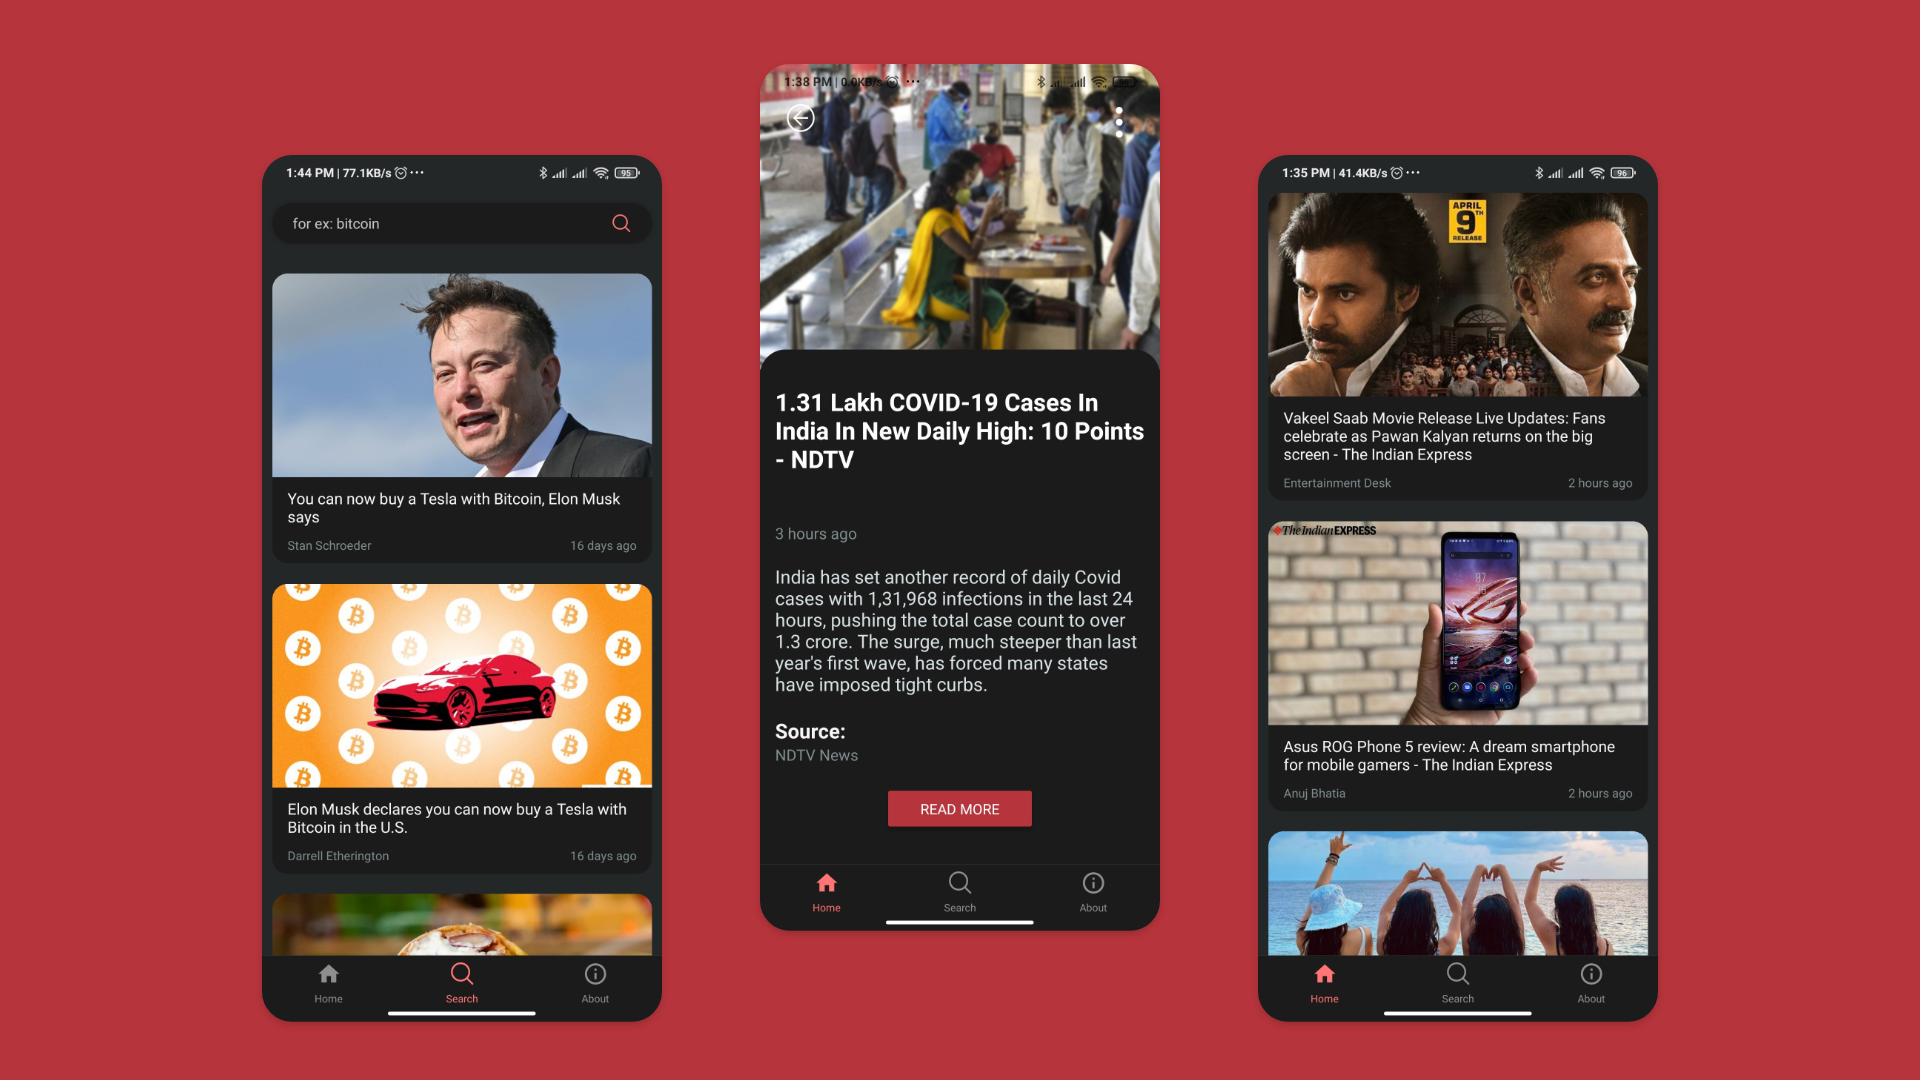 1:44 PM | 77.1KB/s ...
95
for ex: bitcoin
You can now buy a Tesla with Bitcoin, Elon Musk
says
Stan Schroeder
16 days ago
Elon Musk declares you can now buy a Tesla with
Bitcoin in the U.S.
Darrell Etherington
16 days ago
Home
Search
About
1:38 PM | 0.0KB/s ...
1.31 Lakh COVID-19 Cases In
India In New Daily High: 10 Points
- NDTV
3 hours ago
India has set another record of daily Covid
cases with 1,31,968 infections in the last 24
hours, pushing the total case count to over
1.3 crore. The surge, much steeper than last
year's first wave, has forced many states
have imposed tight curbs.
Source:
NDTV News
READ MORE
Home
Search
About
1:35 PM | 41.4KB/s ...
96
APRIL
9TH
RELEASE
Vakeel Saab Movie Release Live Updates: Fans
celebrate as Pawan Kalyan returns on the big
screen - The Indian Express
Entertainment Desk
2 hours ago
The Indian EXPRESS
Asus ROG Phone 5 review: A dream smartphone
for mobile gamers - The Indian Express
Anuj Bhatia
2 hours ago
Home
Search
About